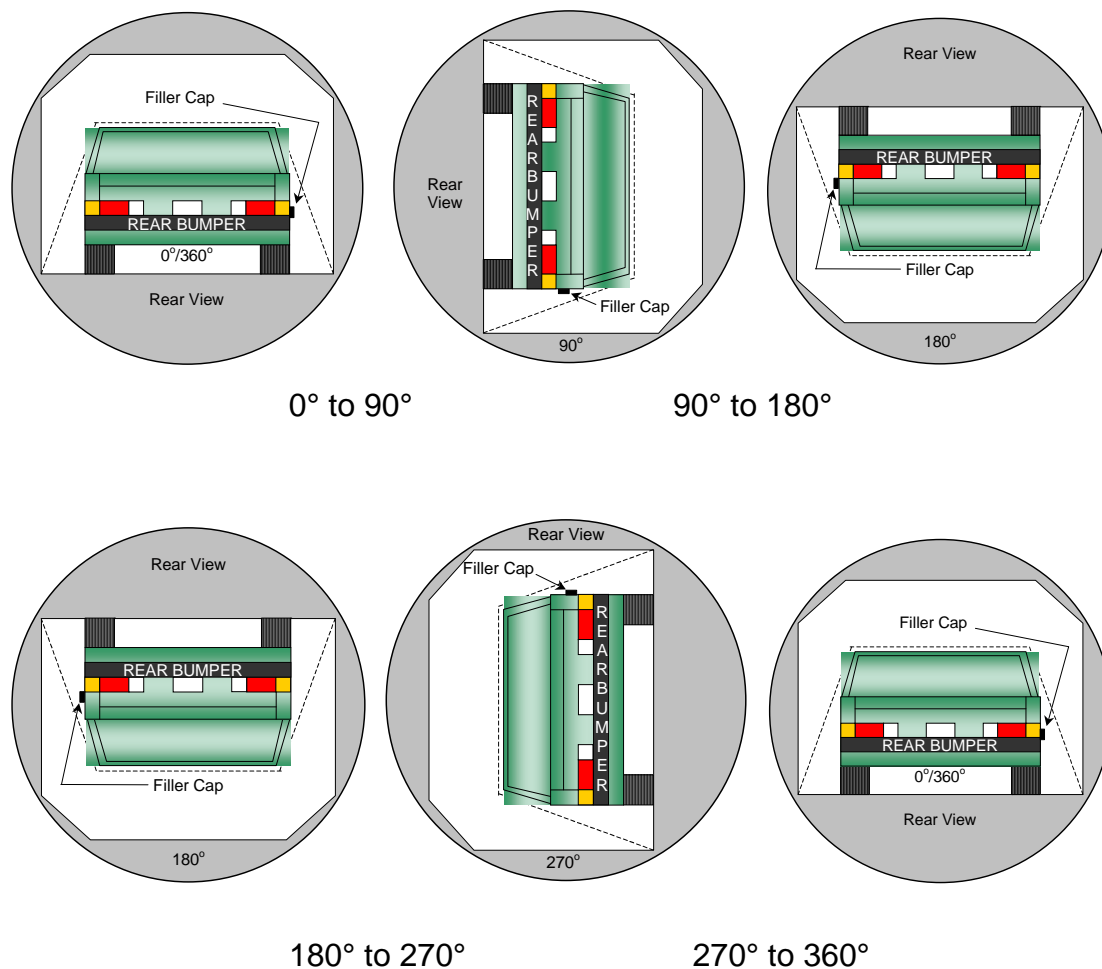 Filler Cap
REAR BUMPER
0°/360°
Rear View
REARBUMPER
Rear
View
Filler Cap
90°
Rear View
REAR BUMPER
Filler Cap
180°
0° to 90°
90° to 180°
Rear View
REAR BUMPER
Filler Cap
180°
Rear View
Filler Cap
REARBUMPER
270°
Filler Cap
REAR BUMPER
0°/360°
Rear View
180° to 270°
270° to 360°